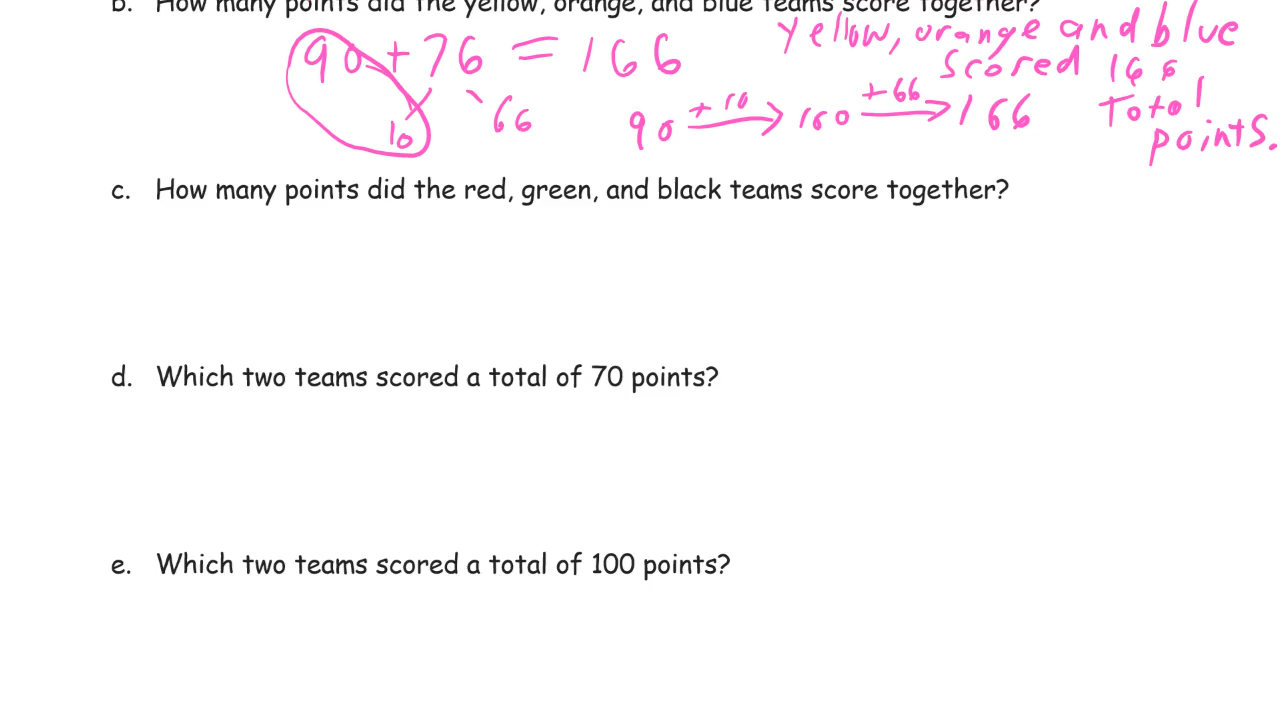 b. How many points did the yellow, orange, and blue teams score together?
90 + 76 = 166
10 66
90 +10 → 100 +66 → 166
Yellow, orange and blue
scored 166
Total
points.
c. How many points did the red, green, and black teams score together?
d. Which two teams scored a total of 70 points?
e. Which two teams scored a total of 100 points?